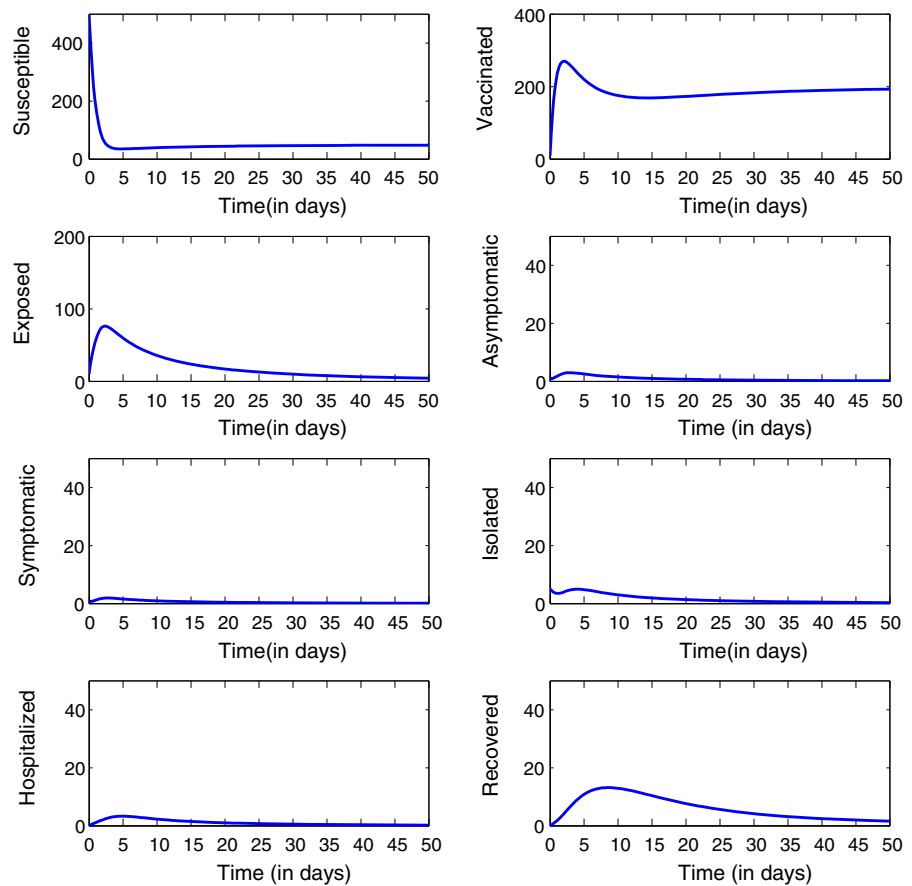 Susceptible
400
200
0
0 5 10 15 20 25 30 35 40 45 50
Time(in days)
Vaccinated
400
200
0
0 5 10 15 20 25 30 35 40 45 50
Time(in days)
Exposed
200
100
0
0 5 10 15 20 25 30 35 40 45 50
Time(in days)
Asymptomatic
40
20
0
0 5 10 15 20 25 30 35 40 45 50
Time (in days)
Symptomatic
40
20
0
0 5 10 15 20 25 30 35 40 45 50
Time(in days)
Isolated
40
20
0
0 5 10 15 20 25 30 35 40 45 50
Time(in days)
Hospitalized
40
20
0
0 5 10 15 20 25 30 35 40 45 50
Time (in days)
Recovered
40
20
0
0 5 10 15 20 25 30 35 40 45 50
Time (in days)